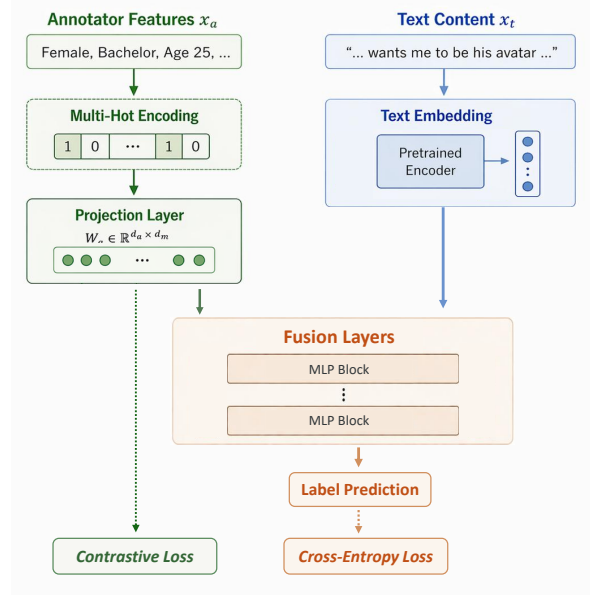 Annotator Features x_a
Female, Bachelor, Age 25, ...
Multi-Hot Encoding
1 0 ... 1 0
Projection Layer
∈ ℝ^{d_a × d_m}
...
Text Content x_t
“... wants me to be his avatar ...”
Text Embedding
Pretrained
Encoder
Fusion Layers
MLP Block
MLP Block
Label Prediction
Contrastive Loss
Cross-Entropy Loss